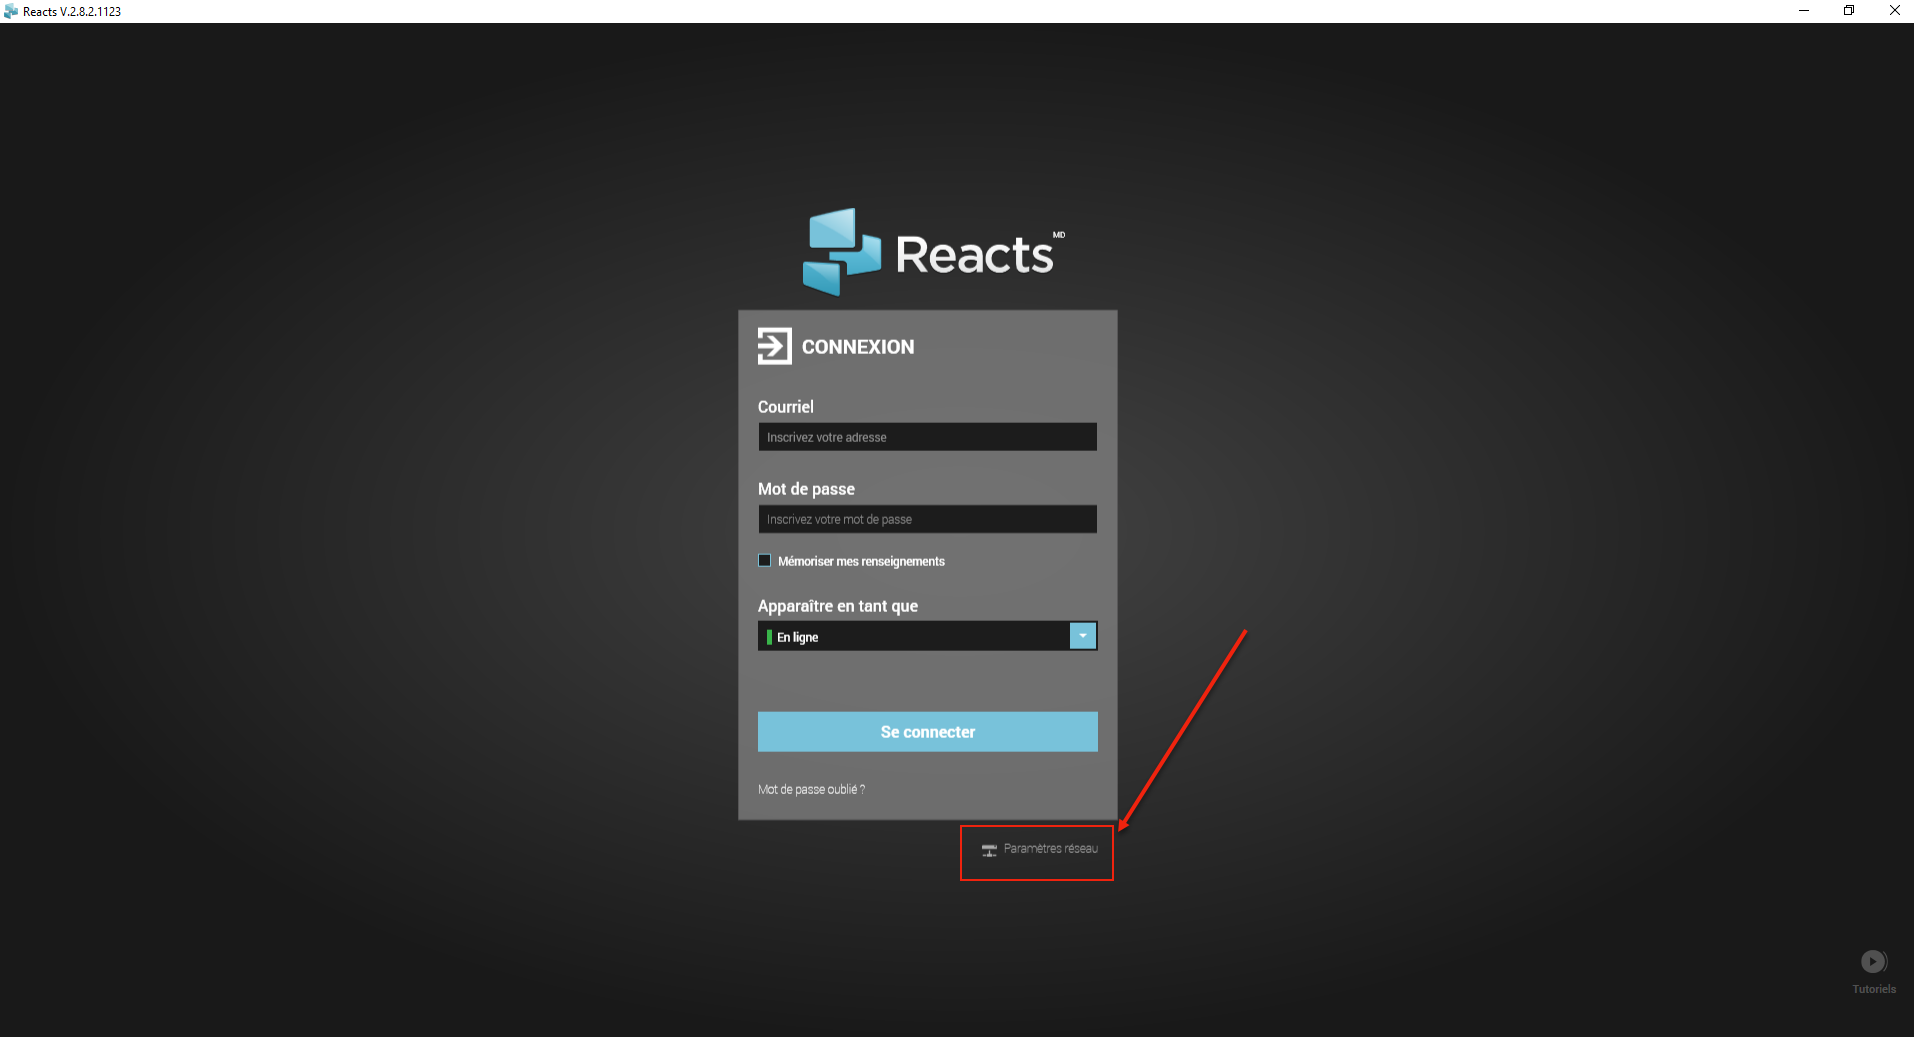 Reacts V.2.8.2.1123
Reacts MD
CONNEXION
Courriel
Inscrivez votre adresse
Mot de passe
Inscrivez votre mot de passe
Mémoriser mes renseignements
Apparaître en tant que
En ligne
Se connecter
Mot de passe oublié ?
Paramètres réseau
Tutoriels